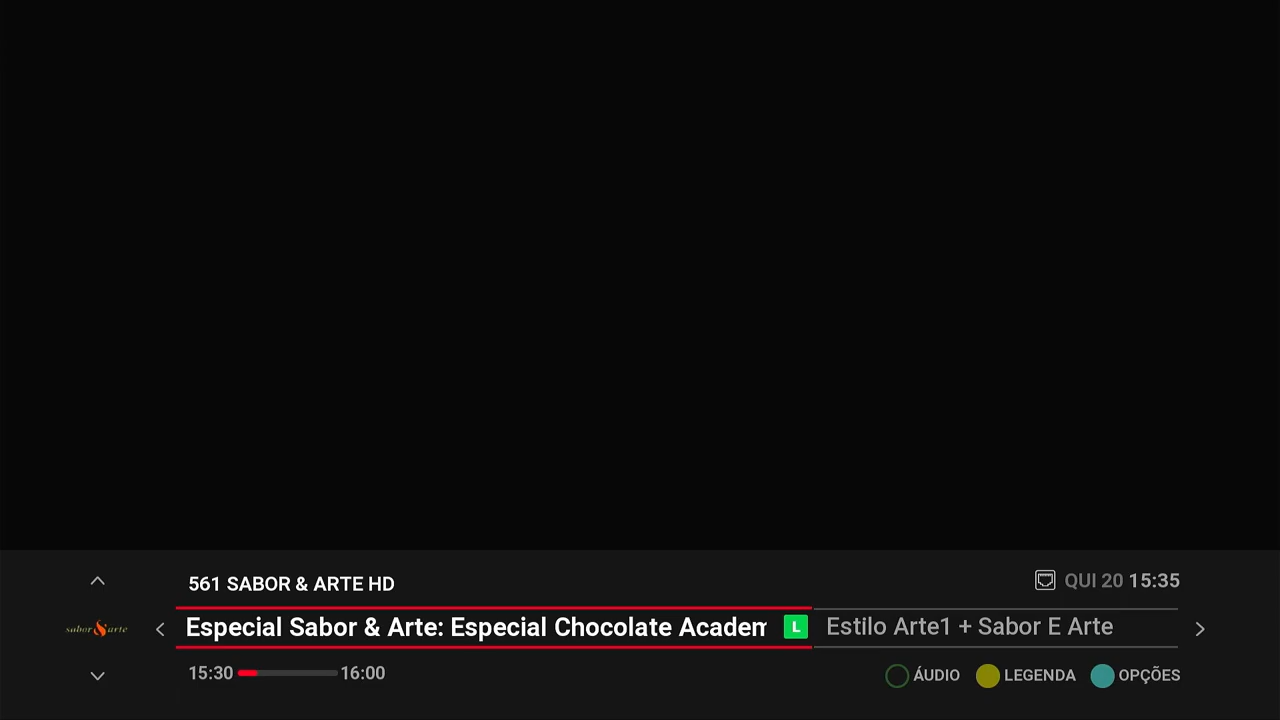 561 SABOR & ARTE HD
QUI 20 15:35
sabor&arte
Especial Sabor & Arte: Especial Chocolate Academ
L
Estilo Arte1 + Sabor E Arte
15:30 16:00
ÁUDIO LEGENDA OPÇÕES